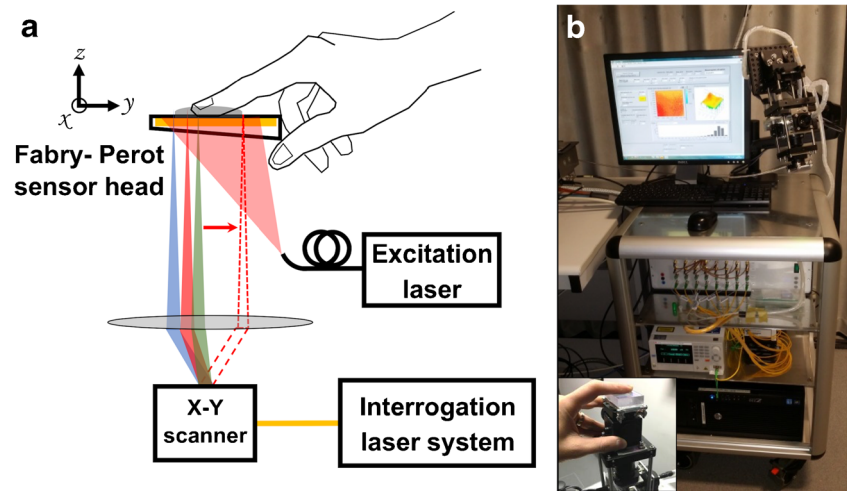 a
z
y
x
Fabry- Perot
sensor head
Excitation
laser
X-Y
scanner
Interrogation
laser system
b